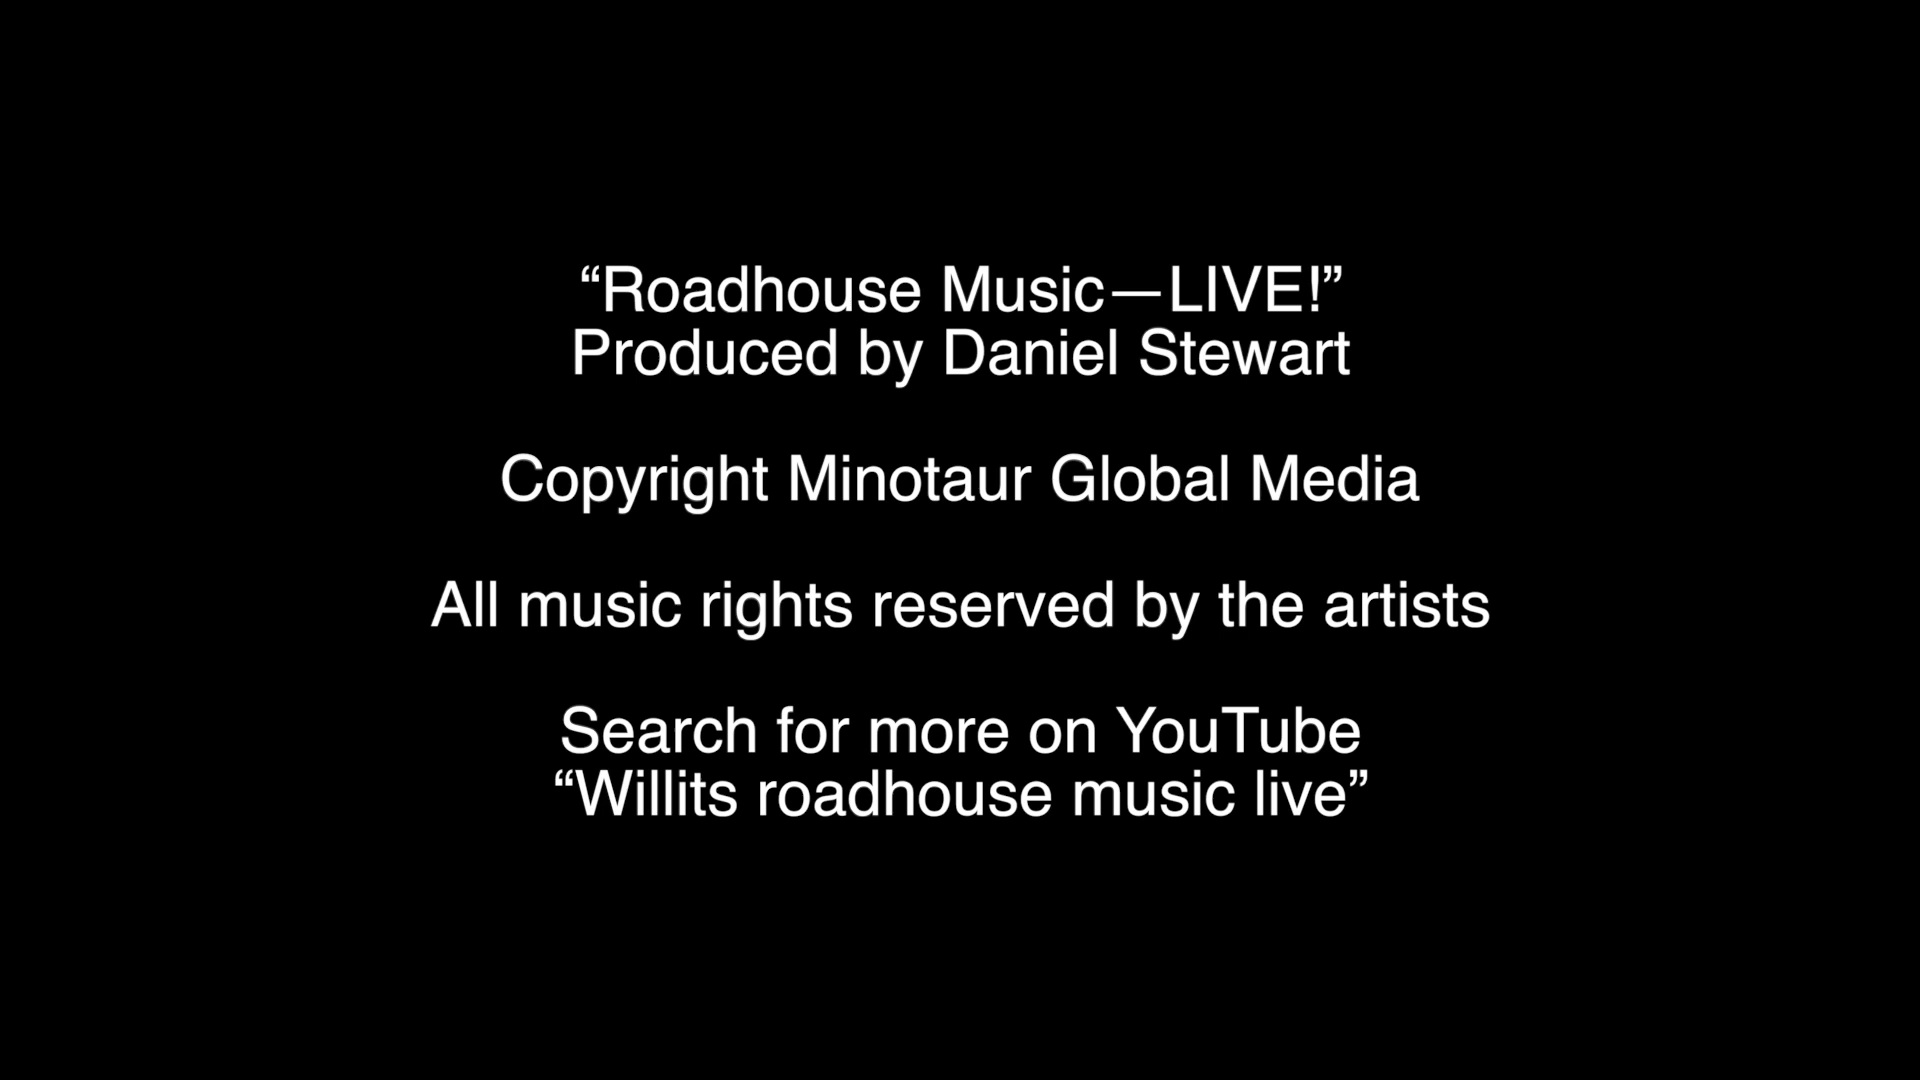 “Roadhouse Music—LIVE!”
Produced by Daniel Stewart
Copyright Minotaur Global Media
All music rights reserved by the artists
Search for more on YouTube
“Willits roadhouse music live”